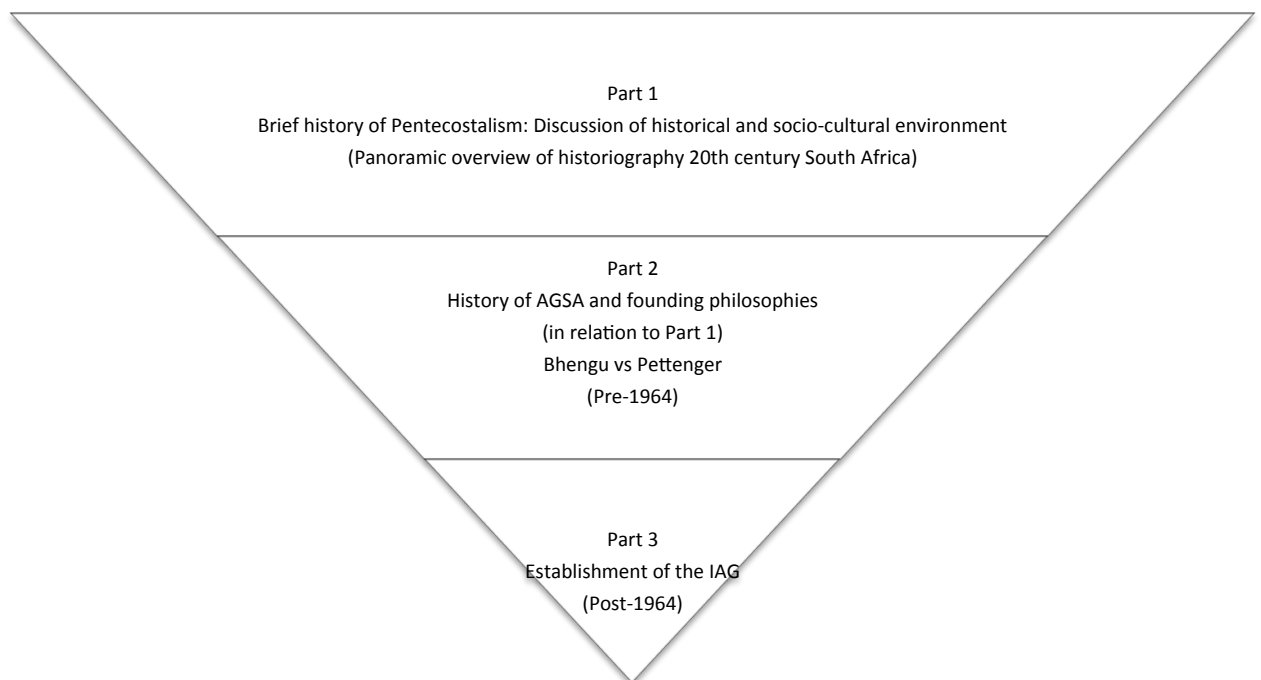 Part 1
Brief history of Pentecostalism: Discussion of historical and socio-cultural environment
(Panoramic overview of historiography 20th century South Africa)
Part 2
History of AGSA and founding philosophies
(in relation to Part 1)
Bhengu vs Pettenger
(Pre-1964)
Part 3
Establishment of the IAG
(Post-1964)